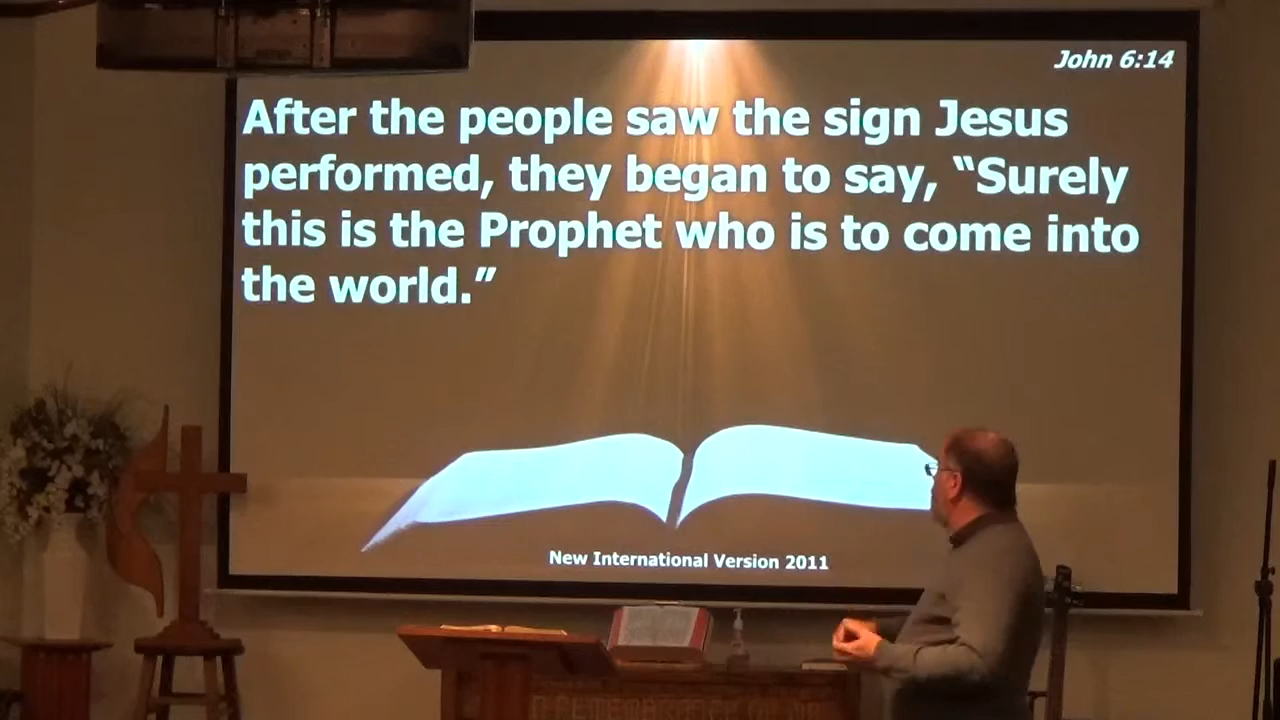 John 6:14
After the people saw the sign Jesus
performed, they began to say, “Surely
this is the Prophet who is to come into
the world.”
New International Version 2011